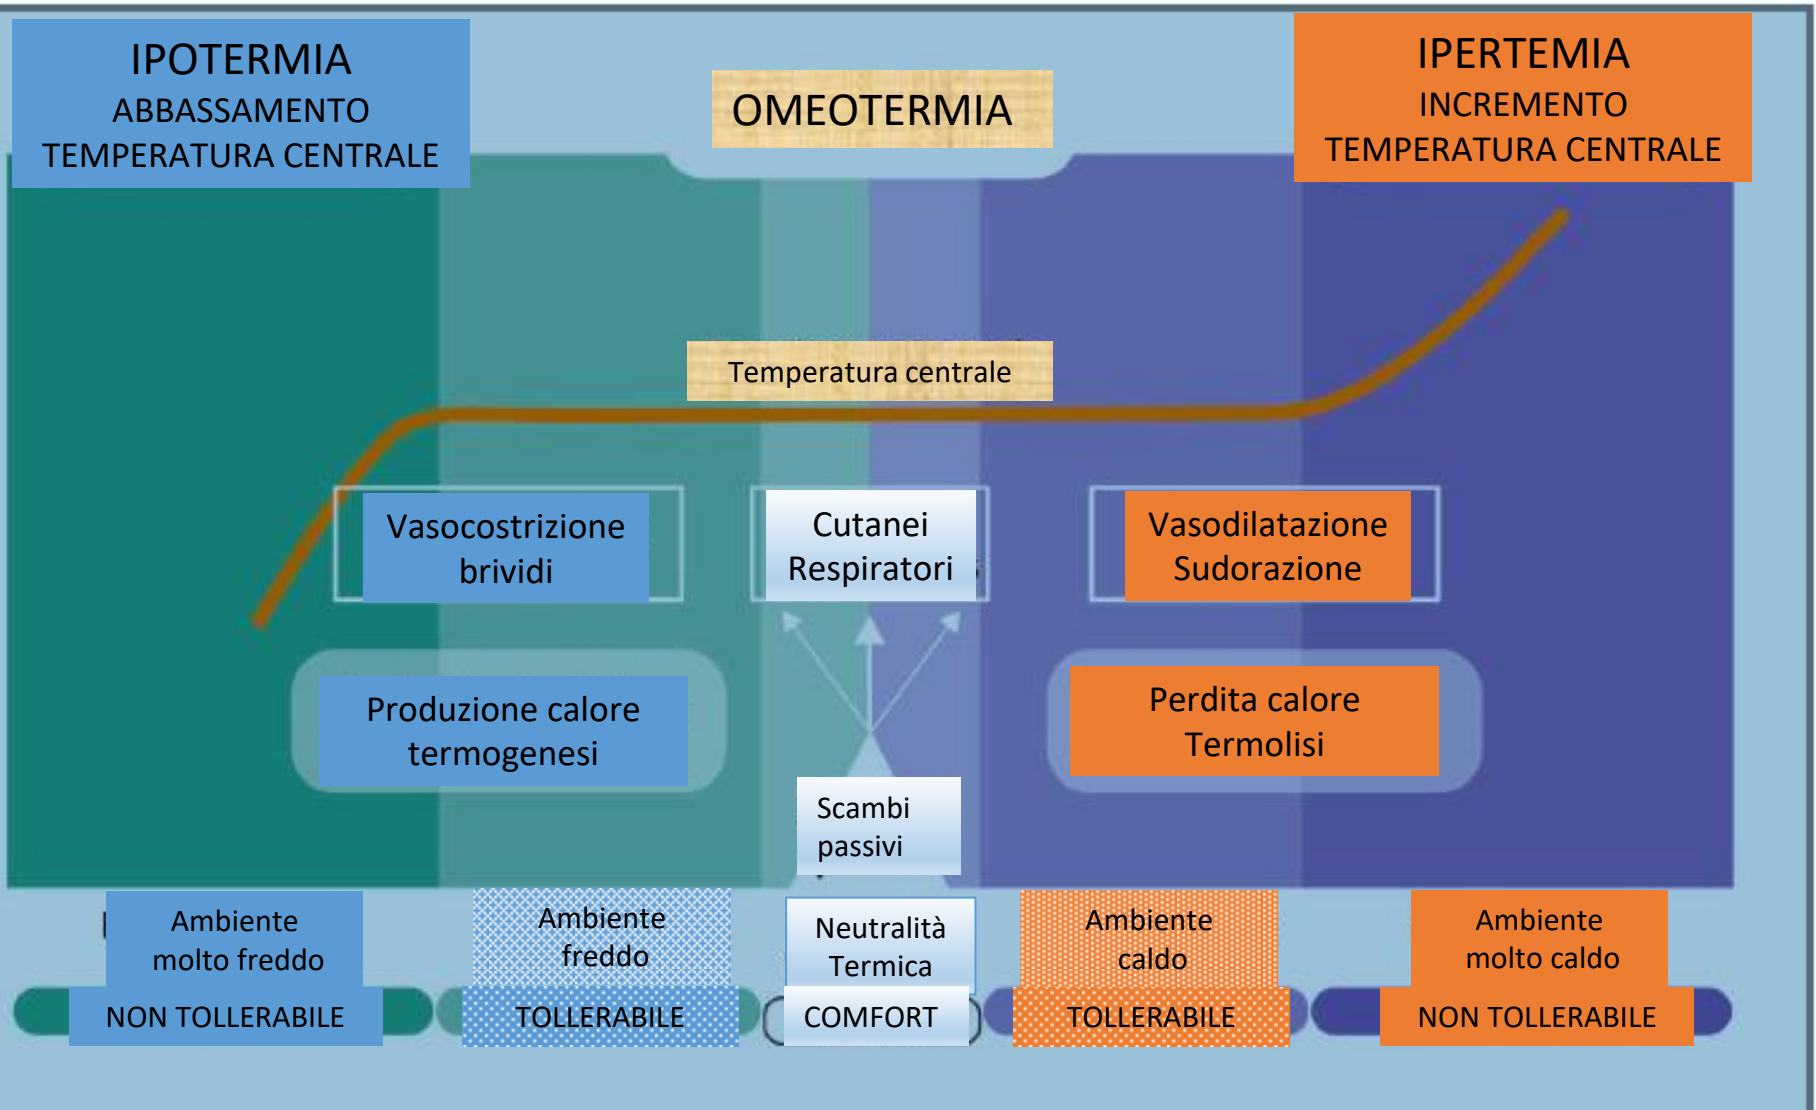 IPOTERMIA
ABBASSAMENTO
TEMPERATURA CENTRALE
OMEOTERMIA
IPERTEMIA
INCREMENTO
TEMPERATURA CENTRALE
Temperatura centrale
Vasocostrizione
brividi
Cutanei
Respiratori
Vasodilatazione
Sudorazione
Produzione calore
termogenesi
Perdita calore
Termolisi
Scambi
passivi
Ambiente
molto freddo
Ambiente
freddo
Neutralità
Termica
Ambiente
caldo
Ambiente
molto caldo
NON TOLLERABILE
TOLLERABILE
COMFORT
TOLLERABILE
NON TOLLERABILE